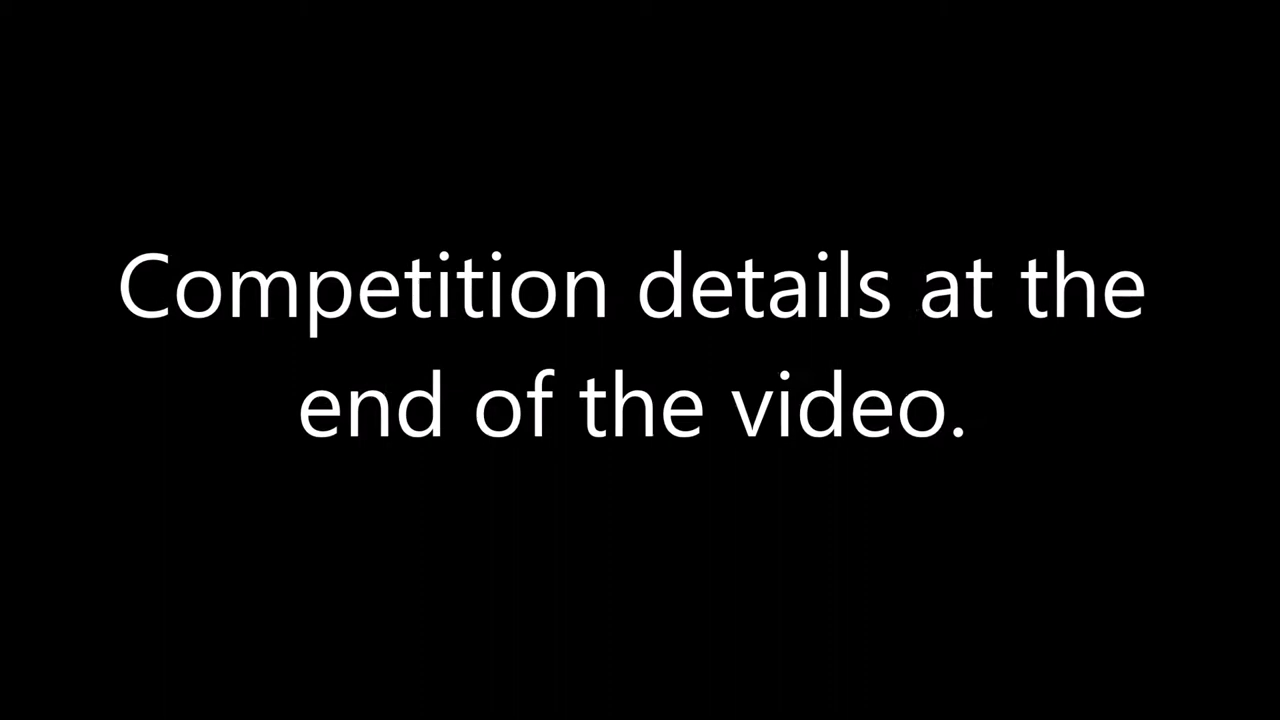 Competition details at the
end of the video.